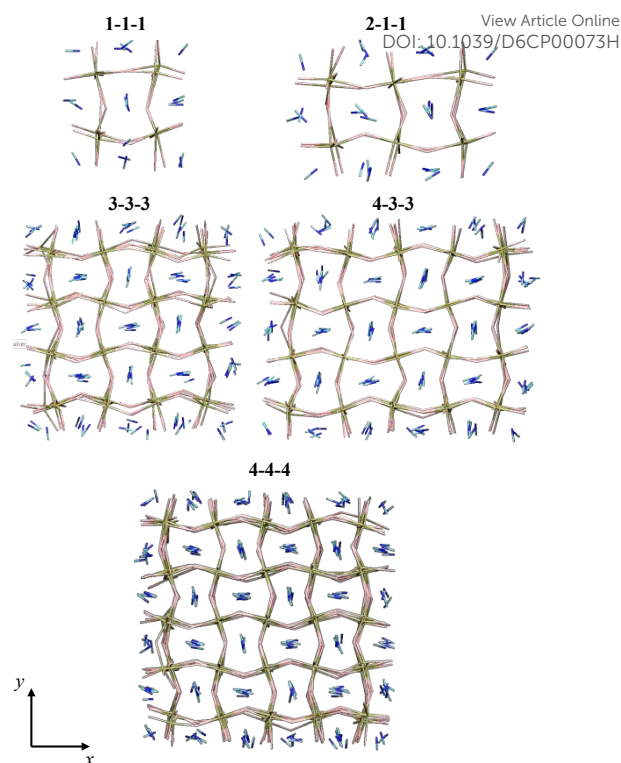 View Article Online
DOI: 10.1039/D6CP00073H
1-1-1
2-1-1
3-3-3
4-3-3
4-4-4
y
x